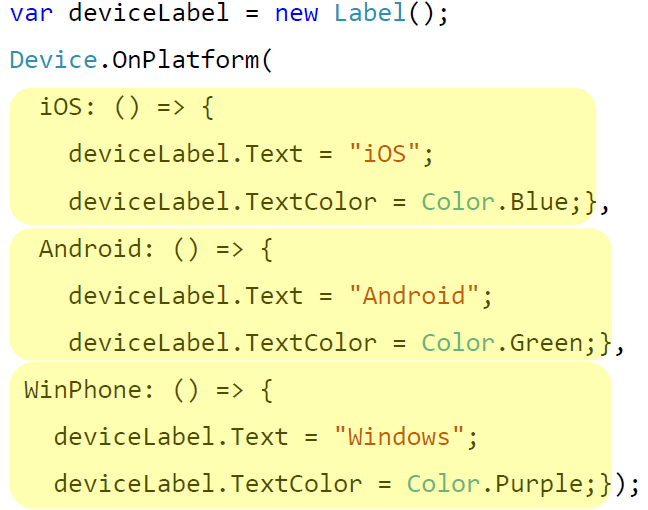 var deviceLabel = new Label();
Device.OnPlatform(
iOS: () => {
deviceLabel.Text = "iOS";
deviceLabel.TextColor = Color.Blue;},
Android: () => {
deviceLabel.Text = "Android";
deviceLabel.TextColor = Color.Green;},
WinPhone: () => {
deviceLabel.Text = "Windows";
deviceLabel.TextColor = Color.Purple;});